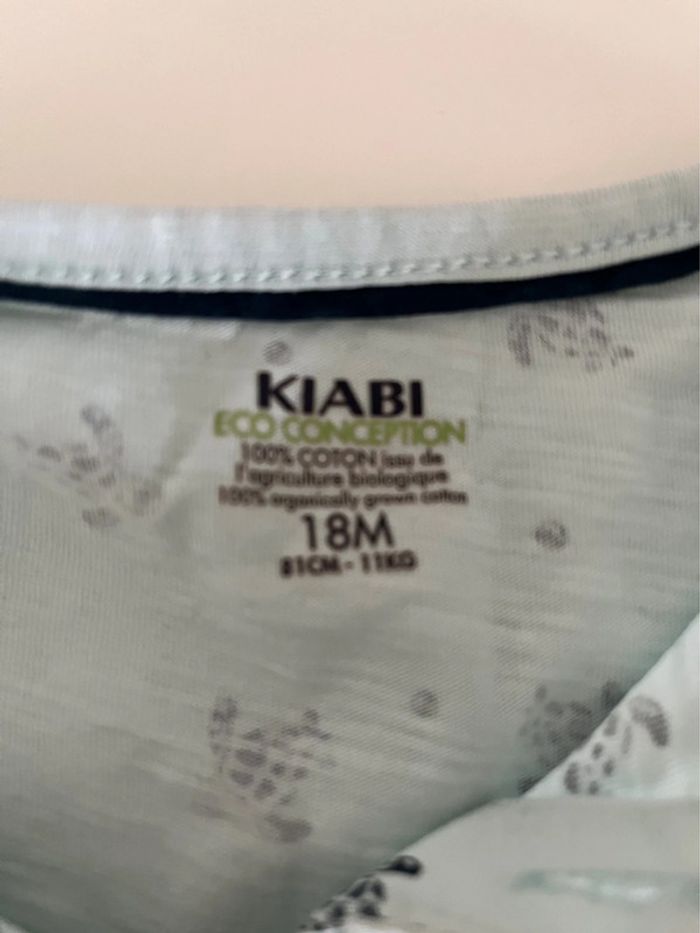 KIABI
ECO CONCEPTION
100% COTON issu de
l'agriculture biologique
100% organically grown cotton
18M
81CM - 11KG